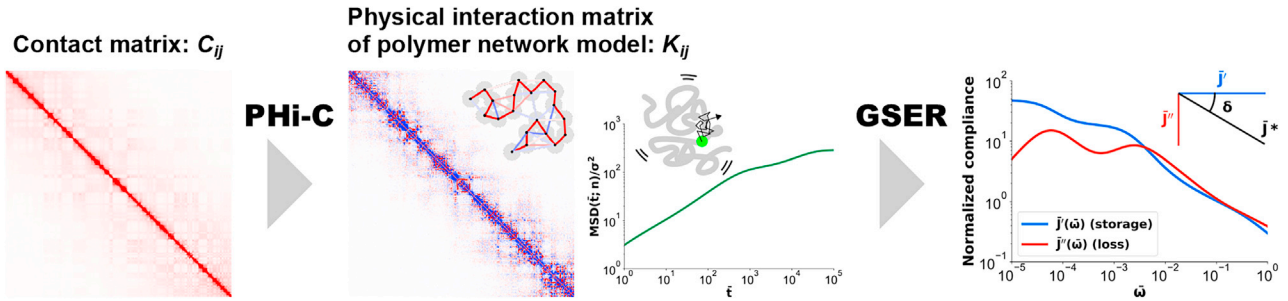 Contact matrix: Cij
PHi-C
Physical interaction matrix
of polymer network model: Kij
MSD(t̄; n)/σ²
10³
10²
10¹
10⁰
10⁰ 10¹ 10² 10³ 10⁴ 10⁵
t̄
GSER
Normalized compliance
10²
10¹
10⁰
10⁻¹
J̄'
δ
J̄''
J̄*
J̄'(ω̄) (storage)
J̄''(ω̄) (loss)
10⁻⁵ 10⁻⁴ 10⁻³ 10⁻² 10⁻¹ 10⁰
ω̄